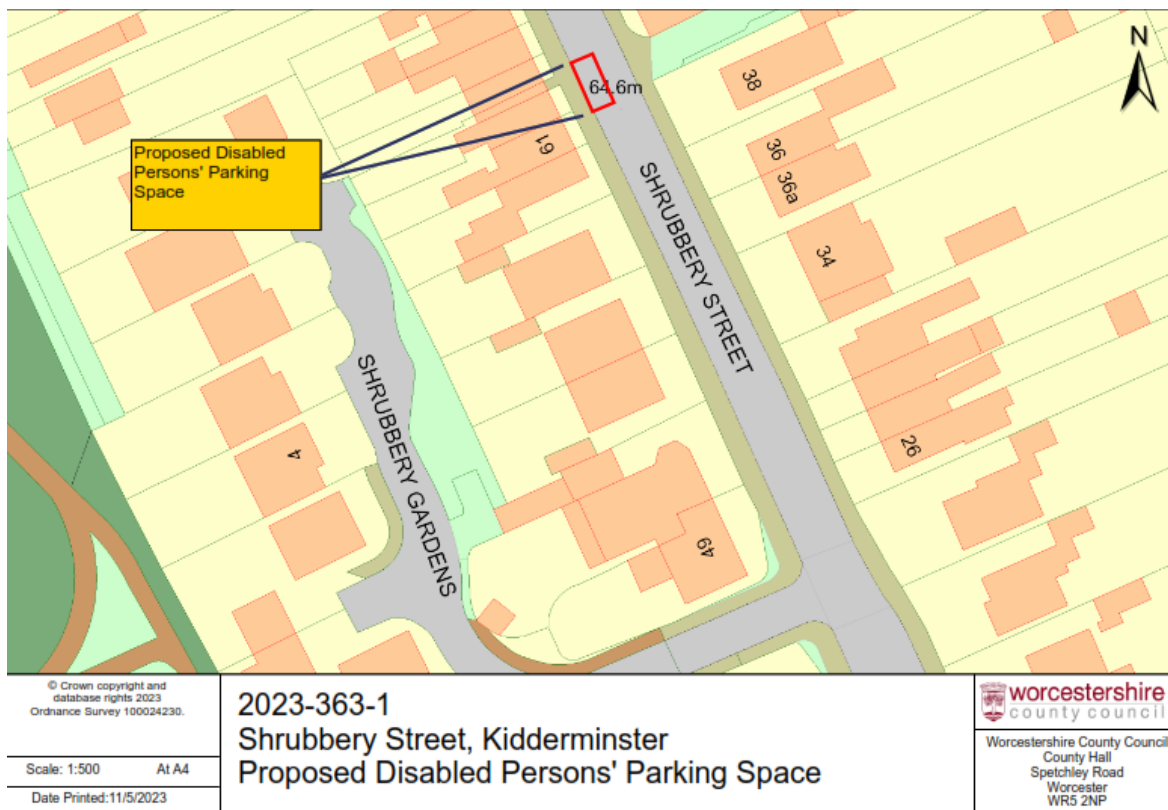 N
38
64.6m
Proposed Disabled
Persons' Parking
Space
61
36
36a
SHRUBBERY STREET
34
SHRUBBERY GARDENS
4
26
49
© Crown copyright and
database rights 2023
Ordnance Survey 100024230.
Scale: 1:500 At A4
Date Printed:11/5/2023
2023-363-1
Shrubbery Street, Kidderminster
Proposed Disabled Persons' Parking Space
worcestershire
county council
Worcestershire County Council
County Hall
Spetchley Road
Worcester
WR5 2NP